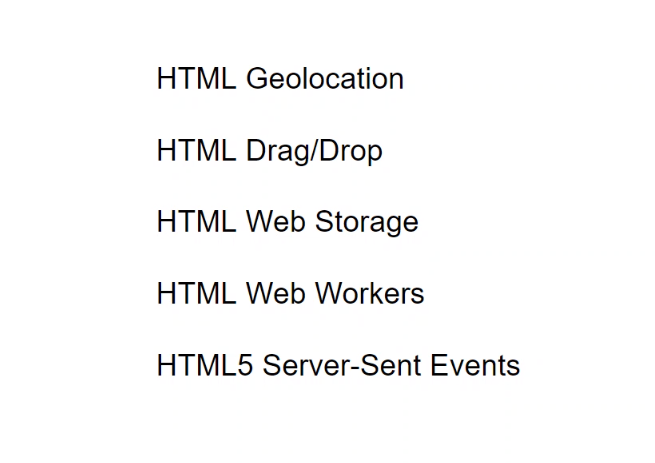 HTML Geolocation
HTML Drag/Drop
HTML Web Storage
HTML Web Workers
HTML5 Server-Sent Events